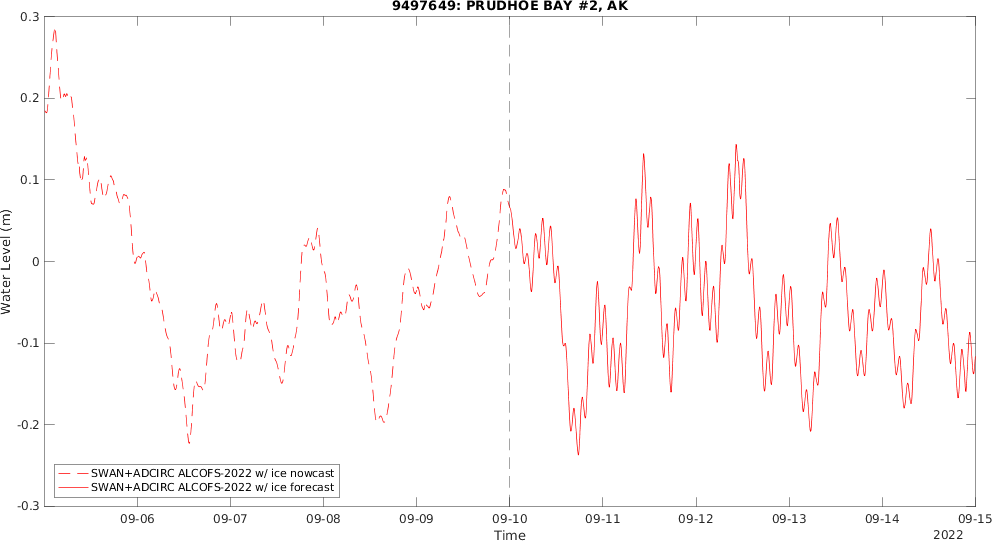 9497649: PRUDHOE BAY #2, AK
0.3
0.2
0.1
0
-0.1
-0.2
-0.3
Water Level (m)
SWAN+ADCIRC ALCOFS-2022 w/ ice nowcast
SWAN+ADCIRC ALCOFS-2022 w/ ice forecast
09-06 09-07 09-08 09-09 09-10 09-11 09-12 09-13 09-14 09-15
Time
2022